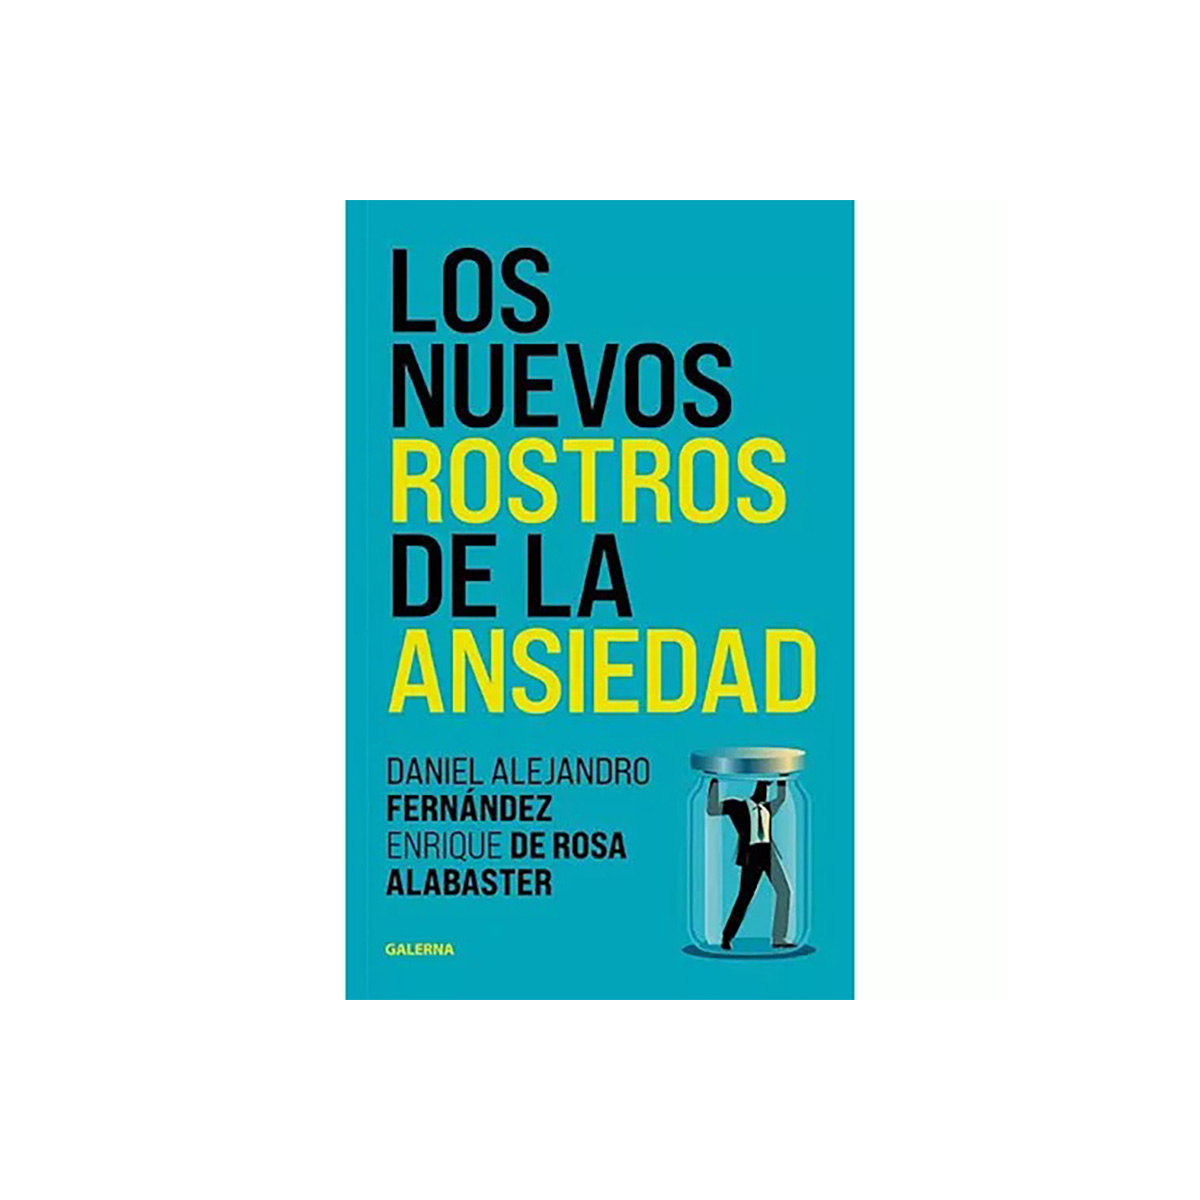 LOS
NUEVOS
ROSTROS
DE LA
ANSIEDAD
DANIEL ALEJANDRO
FERNÁNDEZ
ENRIQUE DE ROSA
ALABASTER
GALERNA